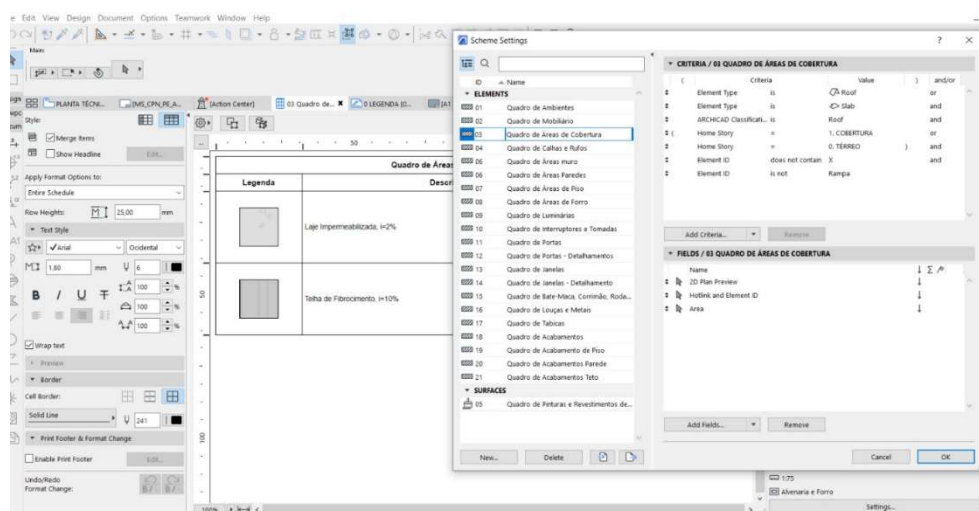 Edit View Design Document Options Teamwork Window Help
Main:
PLANTA TÉCNI...
(MS_CPN_PE_A...
[Action Center]
03 Quadro de...
0 LEGENDA [0...
Style:
Merge Items
Show Headline
Edit...
Apply Format Options to:
Entire Schedule
Row Heights:
25,00
mm
Text Style
Arial
Ocidental
1,80
mm
6
100
%
B
I
U
T
100
%
100
%
Wrap text
Preview
Border
Cell Border:
Solid Line
241
Print Footer & Format Change
Enable Print Footer
Edit...
Undo/Redo
Format Change:
50
50
100
Quadro de Áreas
Legenda
Descr
Laje Impermeabilizada, i=2%
Telha de Fibrocimento, i=10%
100%
Scheme Settings
?
ID
Name
ELEMENTS
01 Quadro de Ambientes
02 Quadro de Mobiliário
03 Quadro de Áreas de Cobertura
04 Quadro de Calhas e Rufos
06 Quadro de Áreas muro
06 Quadro de Áreas Paredes
07 Quadro de Áreas de Piso
08 Quadro de Áreas de Forro
09 Quadro de Luminárias
10 Quadro de Interruptores e Tomadas
11 Quadro de Portas
12 Quadro de Portas - Detalhamentos
13 Quadro de Janelas
14 Quadro de Janelas - Detalhamento
15 Quadro de Bate-Maca, Corrimão, Roda...
16 Quadro de Louças e Metais
17 Quadro de Tabicas
18 Quadro de Acabamentos
19 Quadro de Acabamento de Piso
20 Quadro de Acabamentos Parede
21 Quadro de Acabamentos Teto
SURFACES
05 Quadro de Pinturas e Revestimentos de...
New...
Delete
CRITERIA / 03 QUADRO DE ÁREAS DE COBERTURA
( Criteria Value ) and/or
Element Type is Roof or
Element Type is Slab and
ARCHICAD Classificati... is Roof and
( Home Story = 1. COBERTURA or
Home Story = 0. TÉRREO ) and
Element ID does not contain X and
Element ID is not Rampa
Add Criteria...
Remove
FIELDS / 03 QUADRO DE ÁREAS DE COBERTURA
Name
2D Plan Preview
Hotlink and Element ID
Area
Add Fields...
Remove
Cancel
OK
1:75
Alvenaria e Forro
Settings...